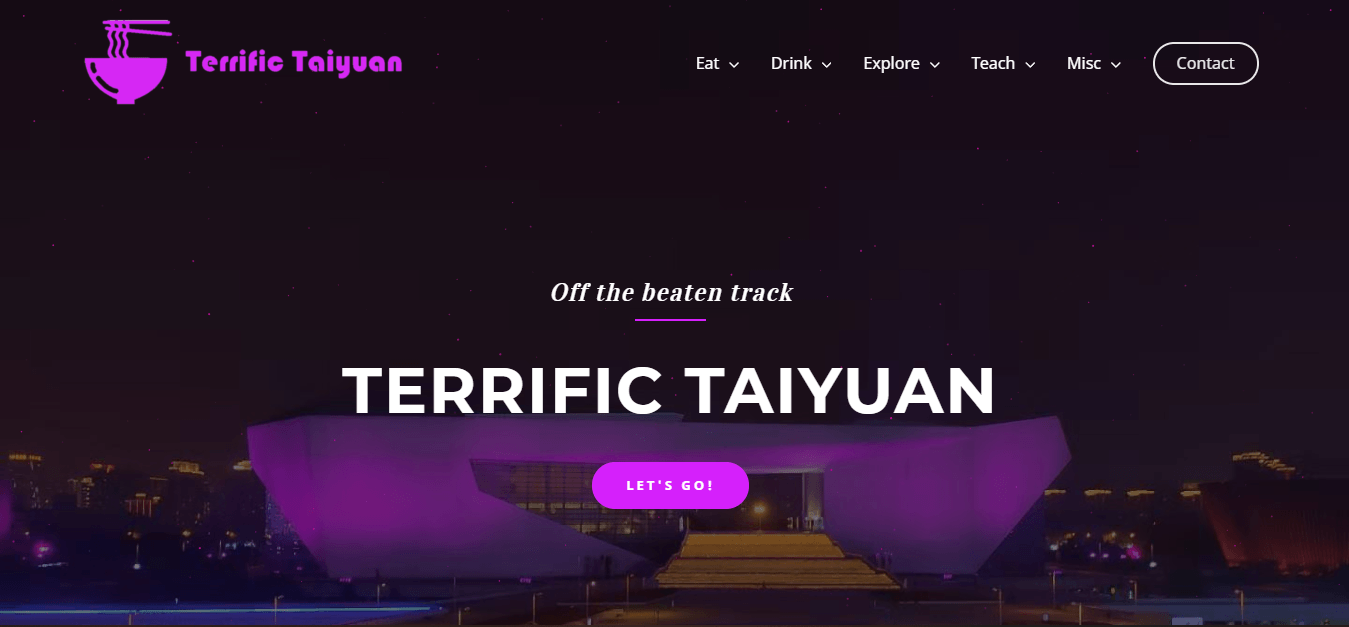 Terrific Taiyuan
Eat Drink Explore Teach Misc Contact
Off the beaten track
TERRIFIC TAIYUAN
LET'S GO!